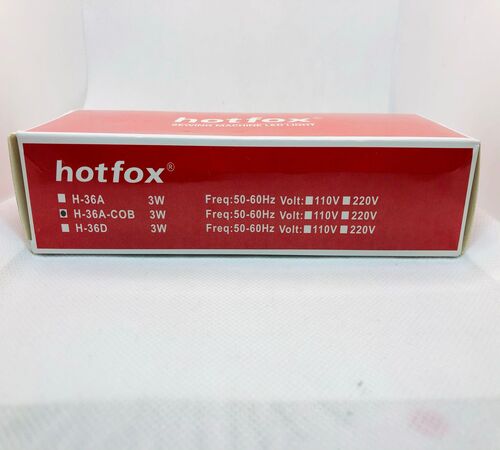 hotfox®
SEWING MACHINE LED LIGHT
hotfox®
H-36A 3W Freq:50-60Hz Volt: 110V 220V
H-36A-COB 3W Freq:50-60Hz Volt: 110V 220V
H-36D 3W Freq:50-60Hz Volt: 110V 220V